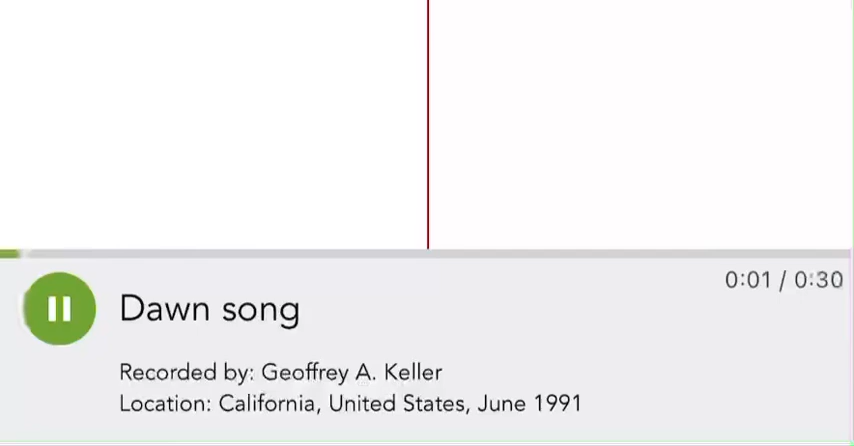 0:01 / 0:30
Dawn song
Recorded by: Geoffrey A. Keller
Location: California, United States, June 1991